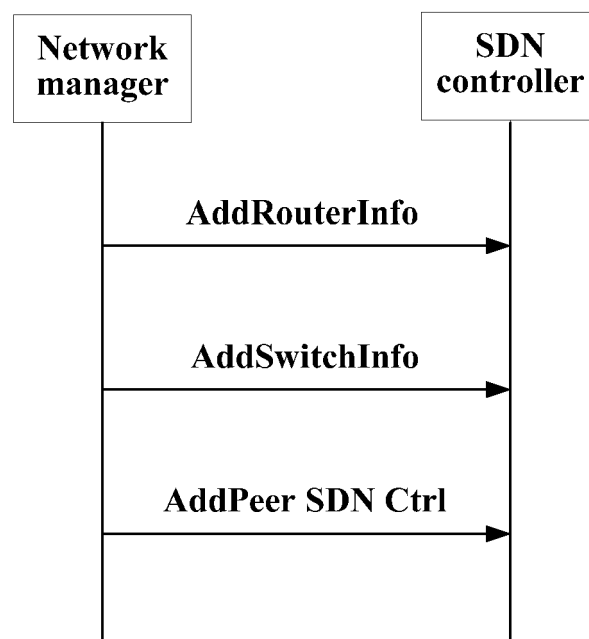 Network
manager
SDN
controller
AddRouterInfo
AddSwitchInfo
AddPeer SDN Ctrl